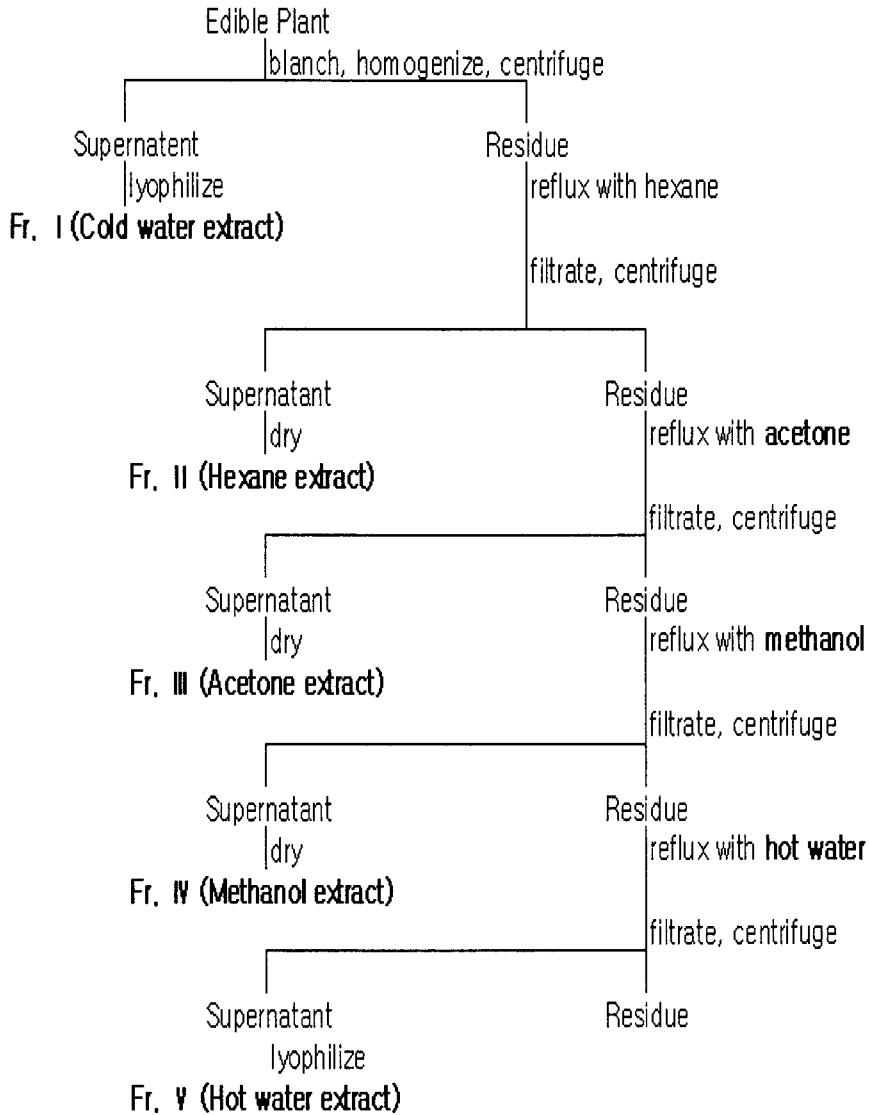 Edible Plant
blanch, homogenize, centrifuge
Supernatent
Residue
lyophilize
reflux with hexane
Fr. I (Cold water extract)
filtrate, centrifuge
Supernatant
Residue
dry
reflux with acetone
Fr. II (Hexane extract)
filtrate, centrifuge
Supernatant
Residue
dry
reflux with methanol
Fr. III (Acetone extract)
filtrate, centrifuge
Supernatant
Residue
dry
reflux with hot water
Fr. IV (Methanol extract)
filtrate, centrifuge
Supernatant
Residue
lyophilize
Fr. V (Hot water extract)